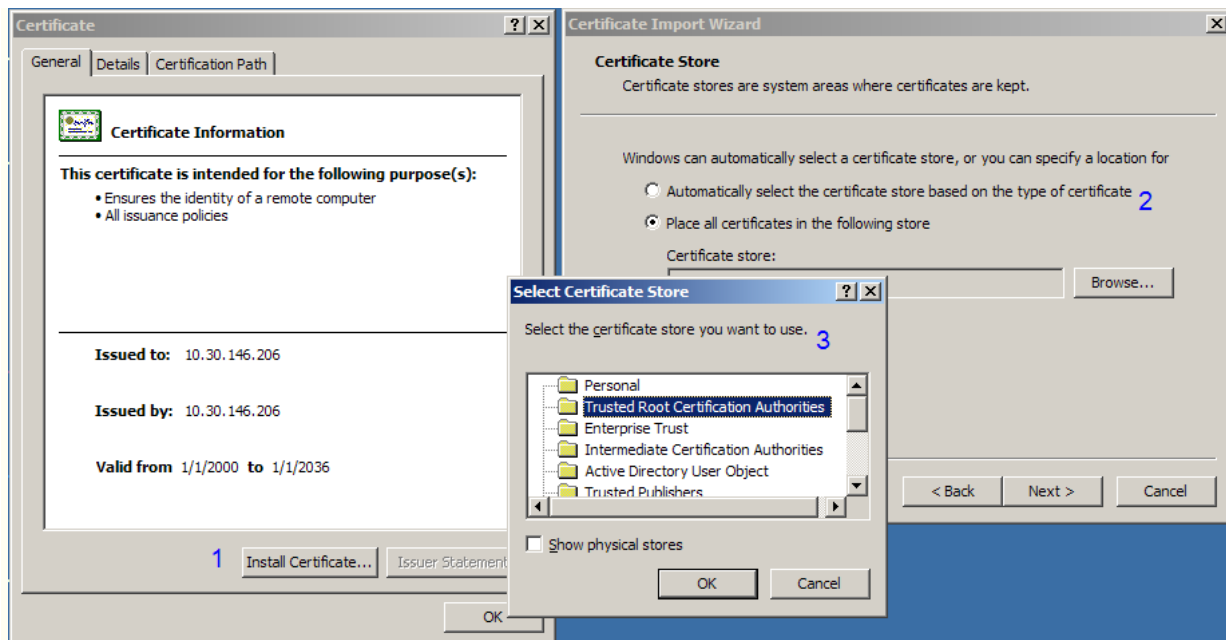 Certificate
General Details Certification Path
Certificate Information
This certificate is intended for the following purpose(s):
• Ensures the identity of a remote computer
• All issuance policies
Issued to: 10.30.146.206
Issued by: 10.30.146.206
Valid from 1/1/2000 to 1/1/2036
1
Install Certificate...
Issuer Statement
OK
Certificate Import Wizard
Certificate Store
Certificate stores are system areas where certificates are kept.
Windows can automatically select a certificate store, or you can specify a location for
Automatically select the certificate store based on the type of certificate
2
Place all certificates in the following store
Certificate store:
Browse...
< Back
Next >
Cancel
Select Certificate Store
Select the certificate store you want to use.
3
Personal
Trusted Root Certification Authorities
Enterprise Trust
Intermediate Certification Authorities
Active Directory User Object
Trusted Publishers
Show physical stores
OK
Cancel